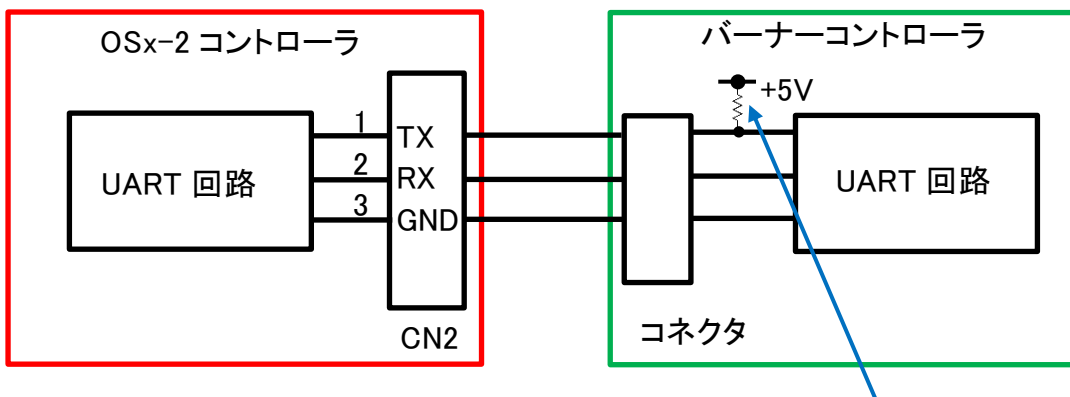 OSx-2 コントローラ
UART 回路
1
2
3
TX
RX
GND
CN2
バーナーコントローラ
+5V
UART 回路
コネクタ